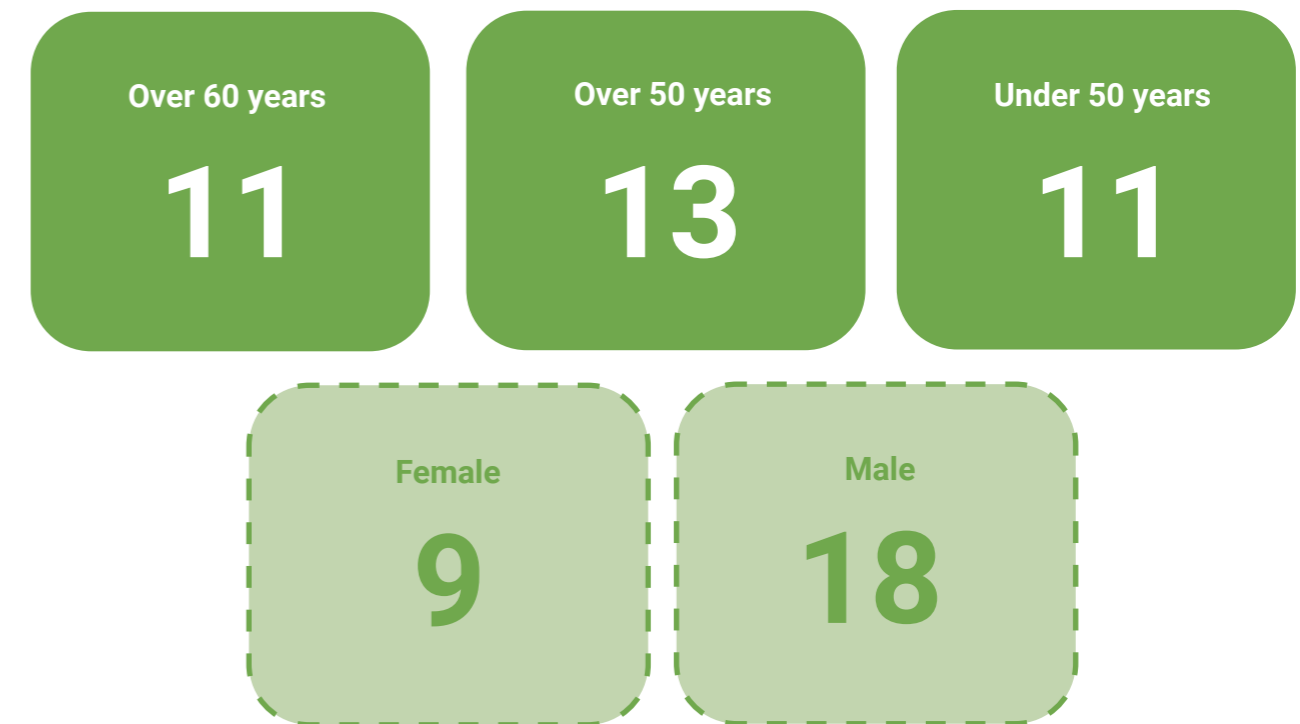 Over 60 years
Over 50 years
Under 50 years
11
13
11
Female
Male
9
18